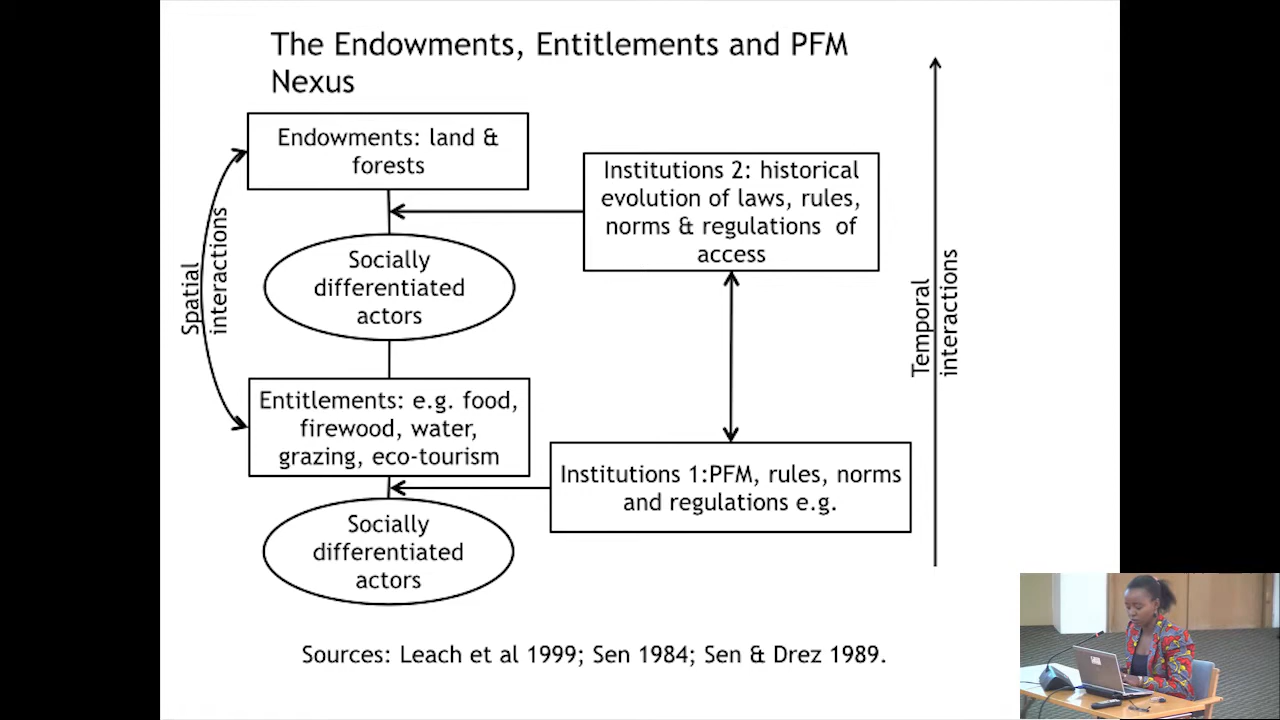 The Endowments, Entitlements and PFM
Nexus
Endowments: land &
forests
Institutions 2: historical
evolution of laws, rules,
norms & regulations of
access
Socially
differentiated
actors
Spatial
interactions
Temporal
interactions
Entitlements: e.g. food,
firewood, water,
grazing, eco-tourism
Institutions 1:PFM, rules, norms
and regulations e.g.
Socially
differentiated
actors
Sources: Leach et al 1999; Sen 1984; Sen & Drez 1989.